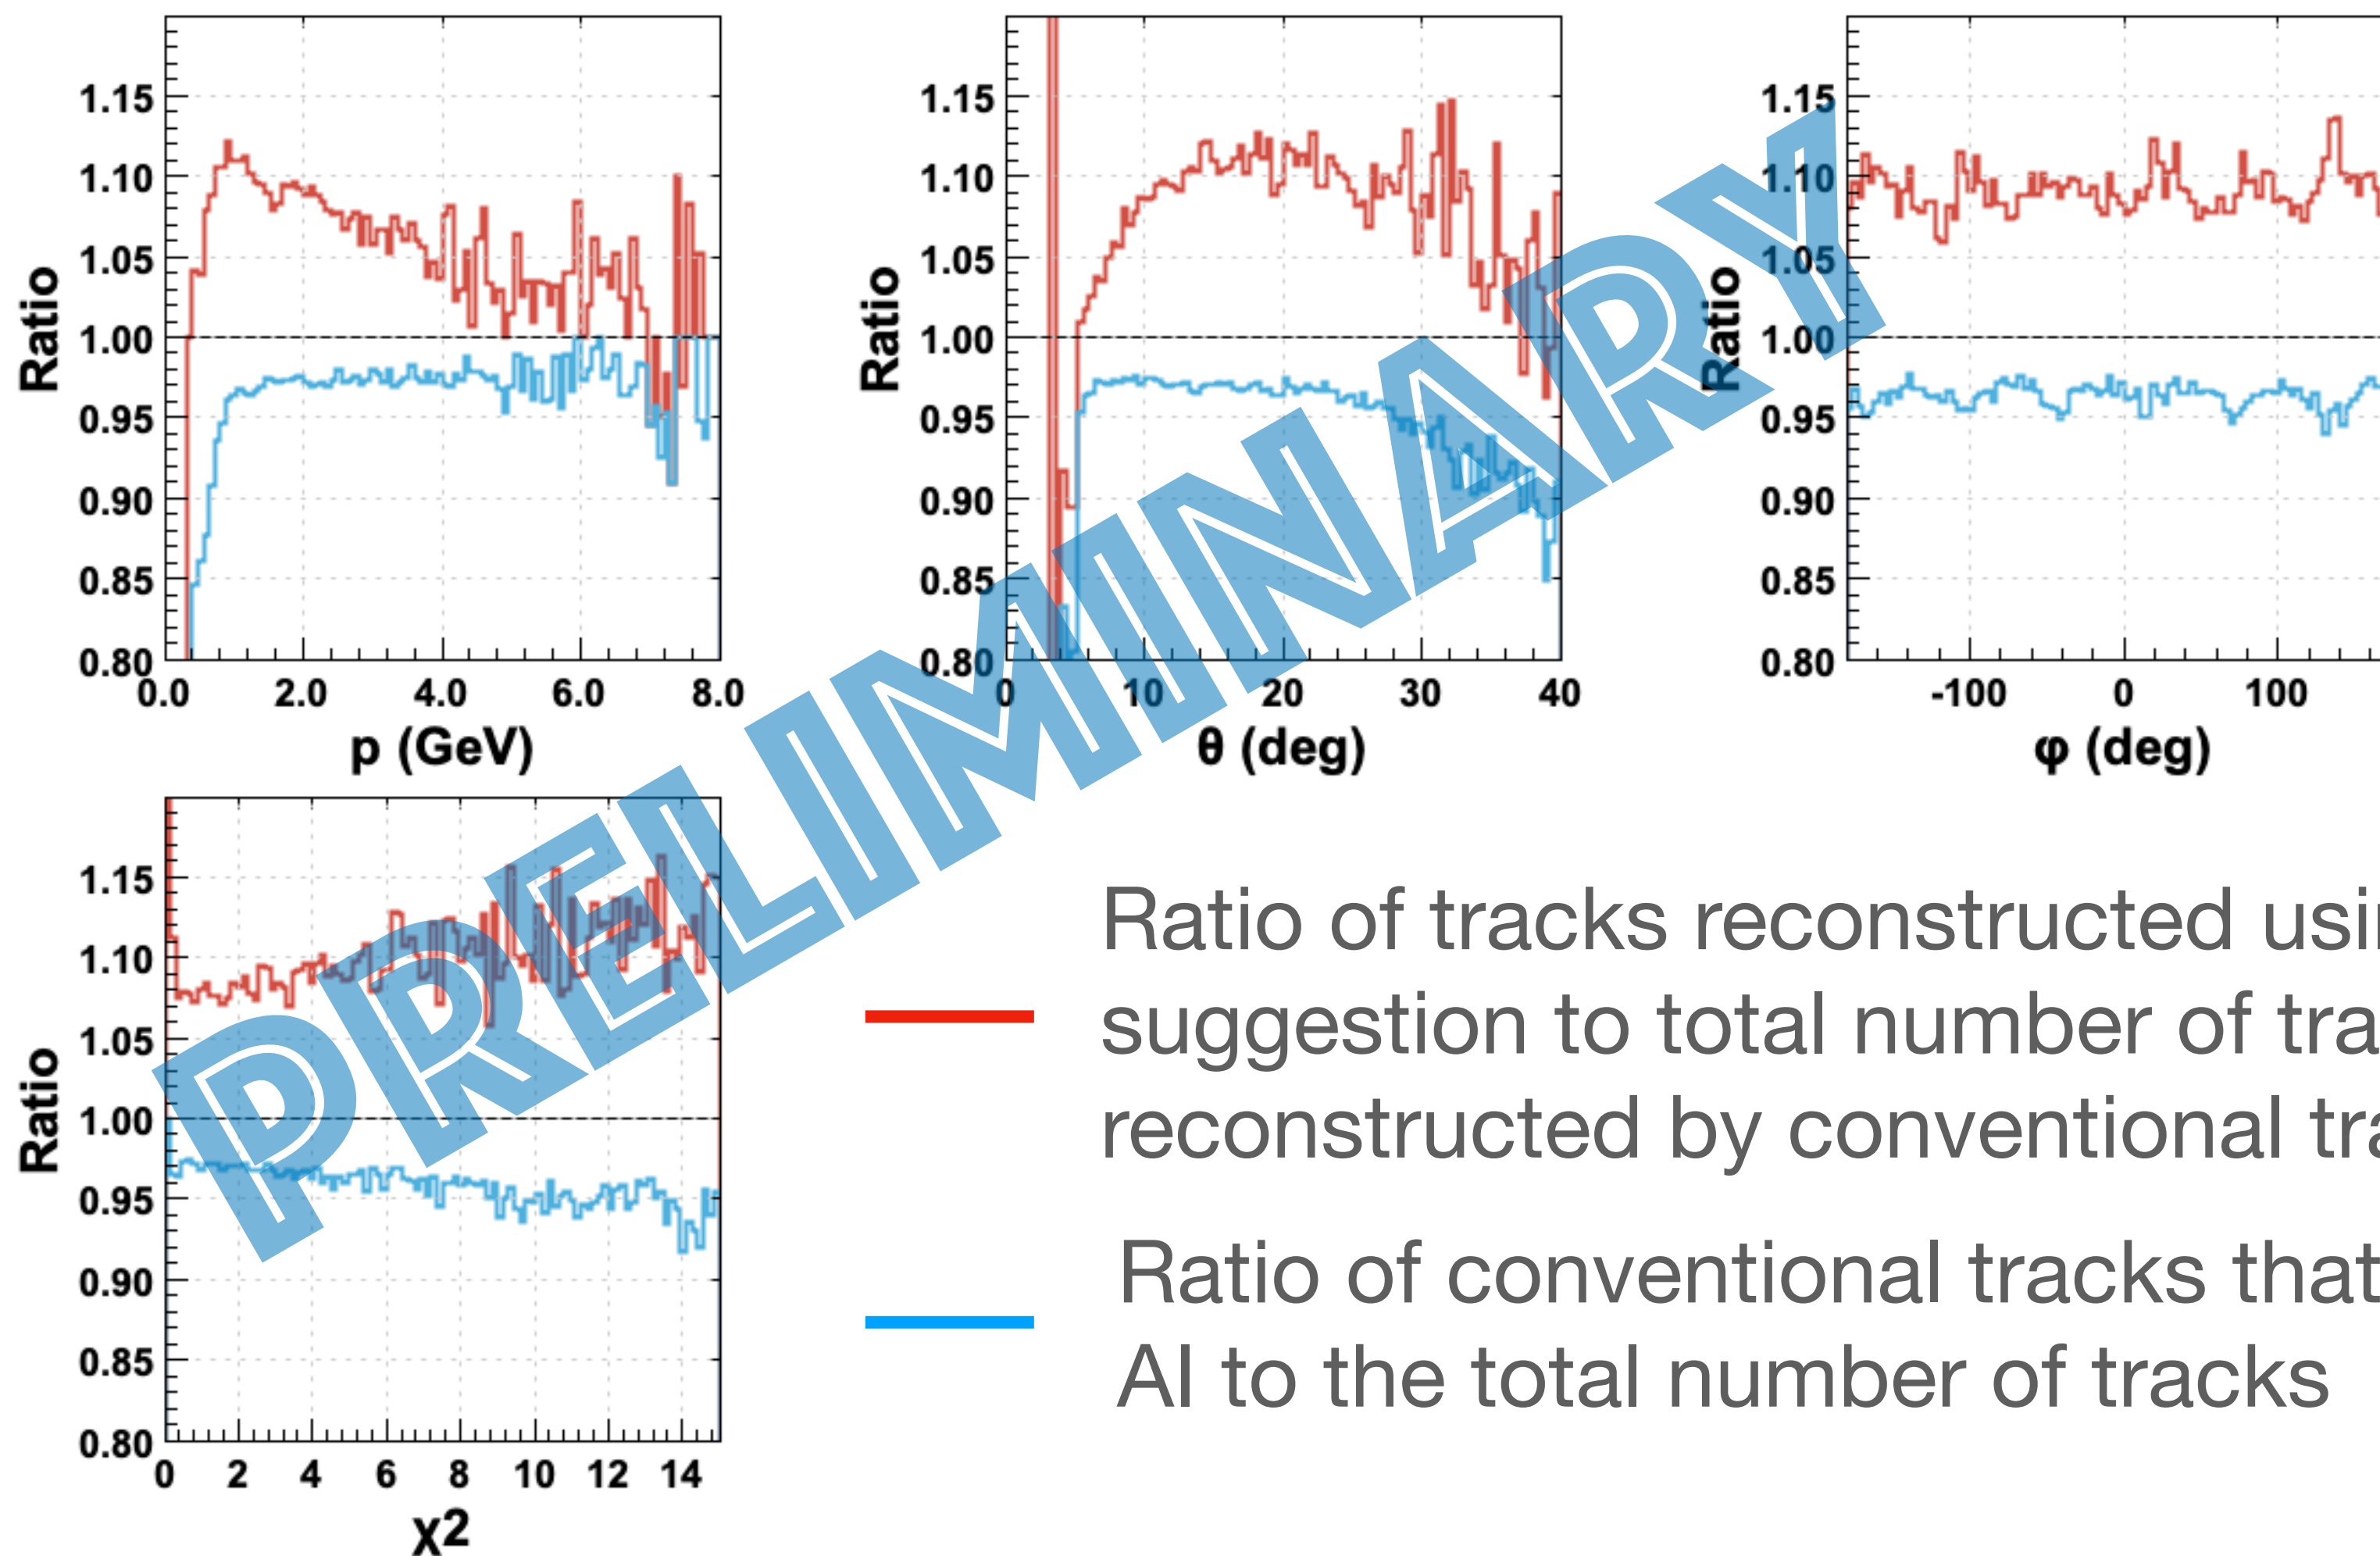 1.15
1.10
1.05
1.00
0.95
0.90
0.85
0.80
Ratio
0.0 2.0 4.0 6.0 8.0
p (GeV)
1.15
1.10
1.05
1.00
0.95
0.90
0.85
0.80
Ratio
0 10 20 30 40
θ (deg)
1.15
1.10
1.05
1.00
0.95
0.90
0.85
0.80
Ratio
-100 0 100
φ (deg)
PRELIMINARY
1.15
1.10
1.05
1.00
0.95
0.90
0.85
0.80
Ratio
0 2 4 6 8 10 12 14
χ2
Ratio of tracks reconstructed
suggestion to total number of
reconstructed by conventional
Ratio of conventional tracks that
AI to the total number of tracks